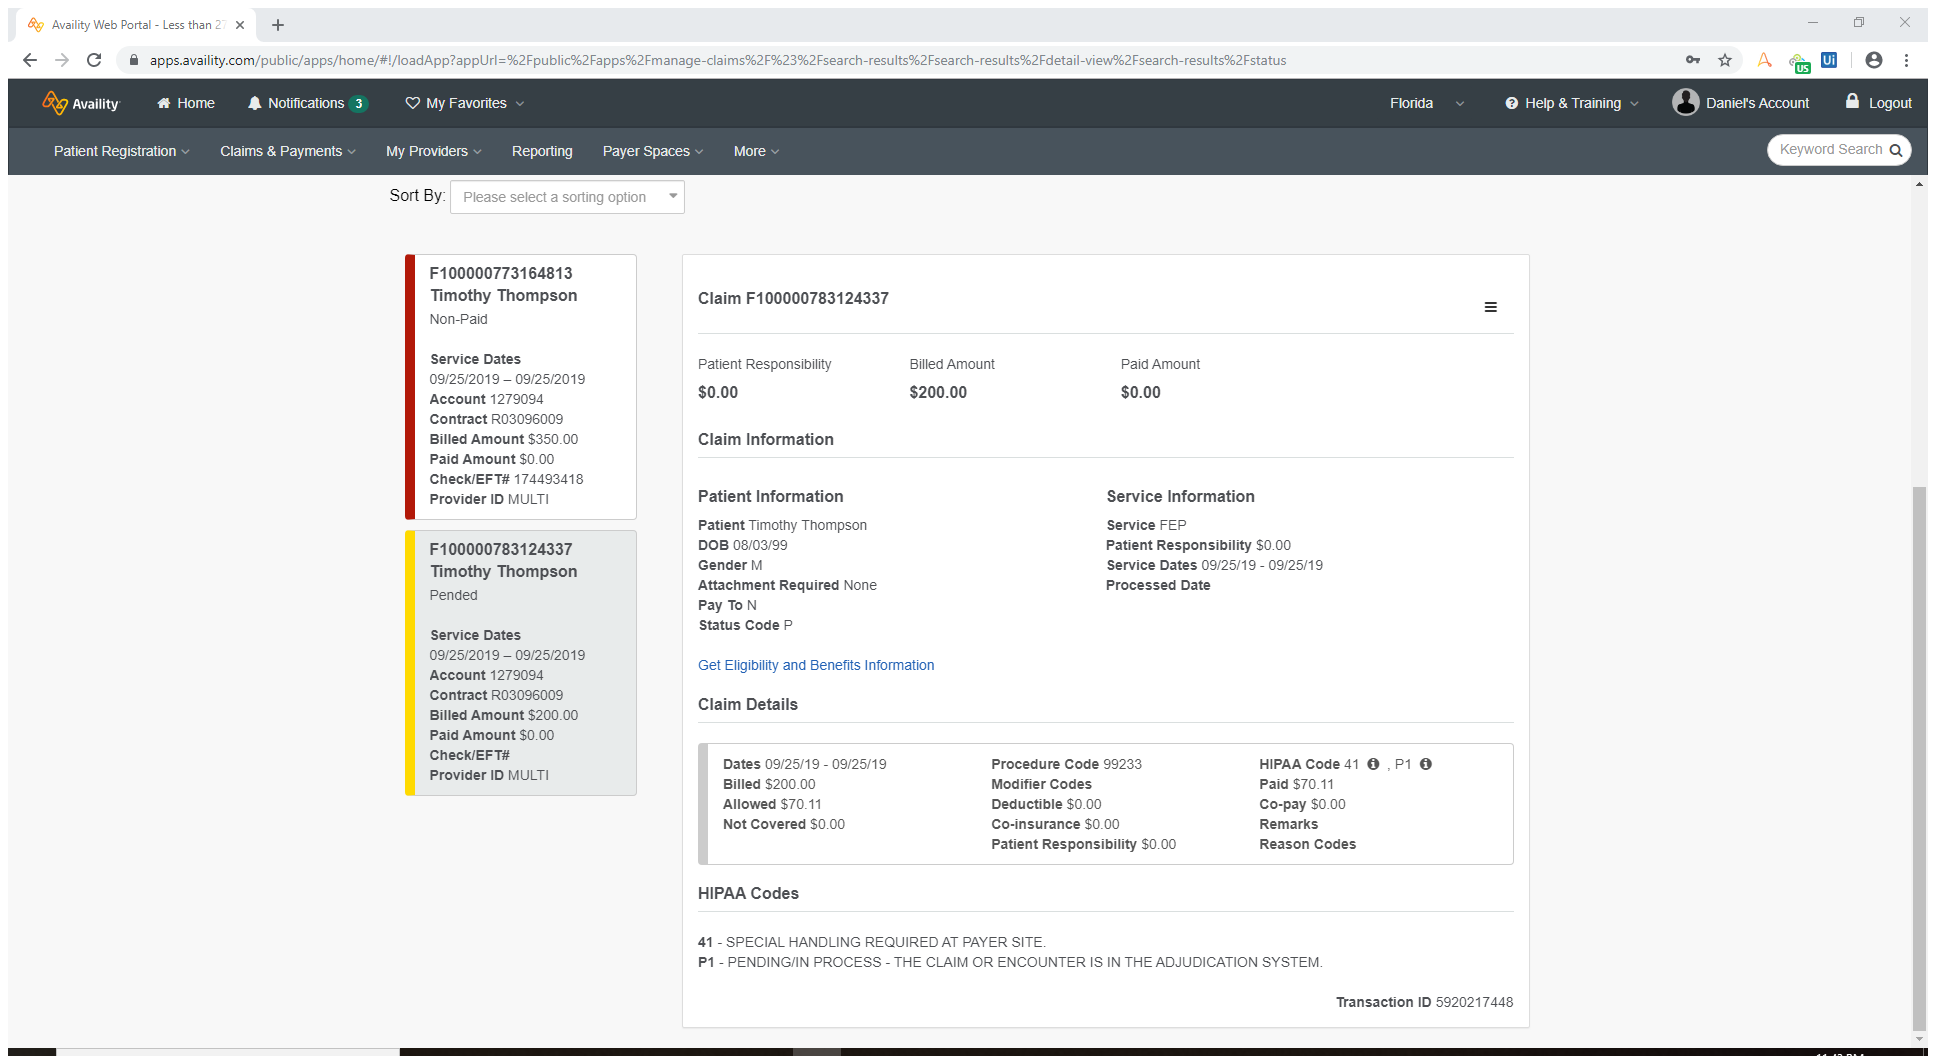 Availity Web Portal - Less than 27
apps.availity.com/public/apps/home/#!/loadApp?appUrl=%2Fpublic%2Fapps%2Fmanage-claims%2F%23%2Fsearch-results%2Fsearch-results%2Fdetail-view%2Fsearch-results%2Fstatus
US
Ui
Availity Home Notifications 3 My Favorites Florida Help & Training Daniel's Account Logout
Patient Registration Claims & Payments My Providers Reporting Payer Spaces More Keyword Search
Sort By: Please select a sorting option
F100000773164813
Timothy Thompson
Non-Paid
Service Dates
09/25/2019 – 09/25/2019
Account 1279094
Contract R03096009
Billed Amount $350.00
Paid Amount $0.00
Check/EFT# 174493418
Provider ID MULTI
F100000783124337
Timothy Thompson
Pended
Service Dates
09/25/2019 – 09/25/2019
Account 1279094
Contract R03096009
Billed Amount $200.00
Paid Amount $0.00
Check/EFT#
Provider ID MULTI
Claim F100000783124337
Patient Responsibility Billed Amount Paid Amount
$0.00 $200.00 $0.00
Claim Information
Patient Information
Patient Timothy Thompson
DOB 08/03/99
Gender M
Attachment Required None
Pay To N
Status Code P
Service Information
Service FEP
Patient Responsibility $0.00
Service Dates 09/25/19 - 09/25/19
Processed Date
Get Eligibility and Benefits Information
Claim Details
Dates 09/25/19 - 09/25/19 Procedure Code 99233 HIPAA Code 41 , P1
Billed $200.00 Modifier Codes Paid $70.11
Allowed $70.11 Deductible $0.00 Co-pay $0.00
Not Covered $0.00 Co-insurance $0.00 Remarks
Patient Responsibility $0.00 Reason Codes
HIPAA Codes
41 - SPECIAL HANDLING REQUIRED AT PAYER SITE.
P1 - PENDING/IN PROCESS - THE CLAIM OR ENCOUNTER IS IN THE ADJUDICATION SYSTEM.
Transaction ID 5920217448